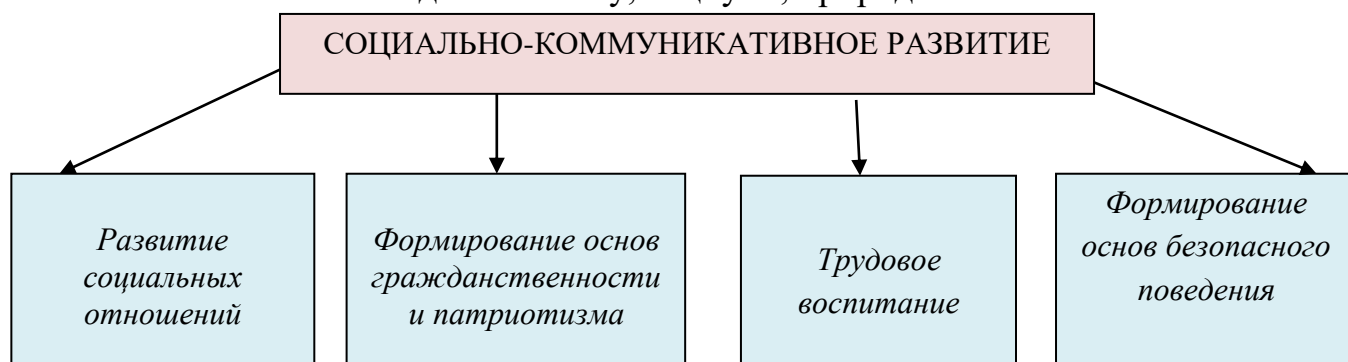 СОЦИАЛЬНО-КОММУНИКАТИВНОЕ РАЗВИТИЕ
Развитие
социальных
отношений
Формирование основ
гражданственности
и патриотизма
Трудовое
воспитание
Формирование
основ безопасного
поведения